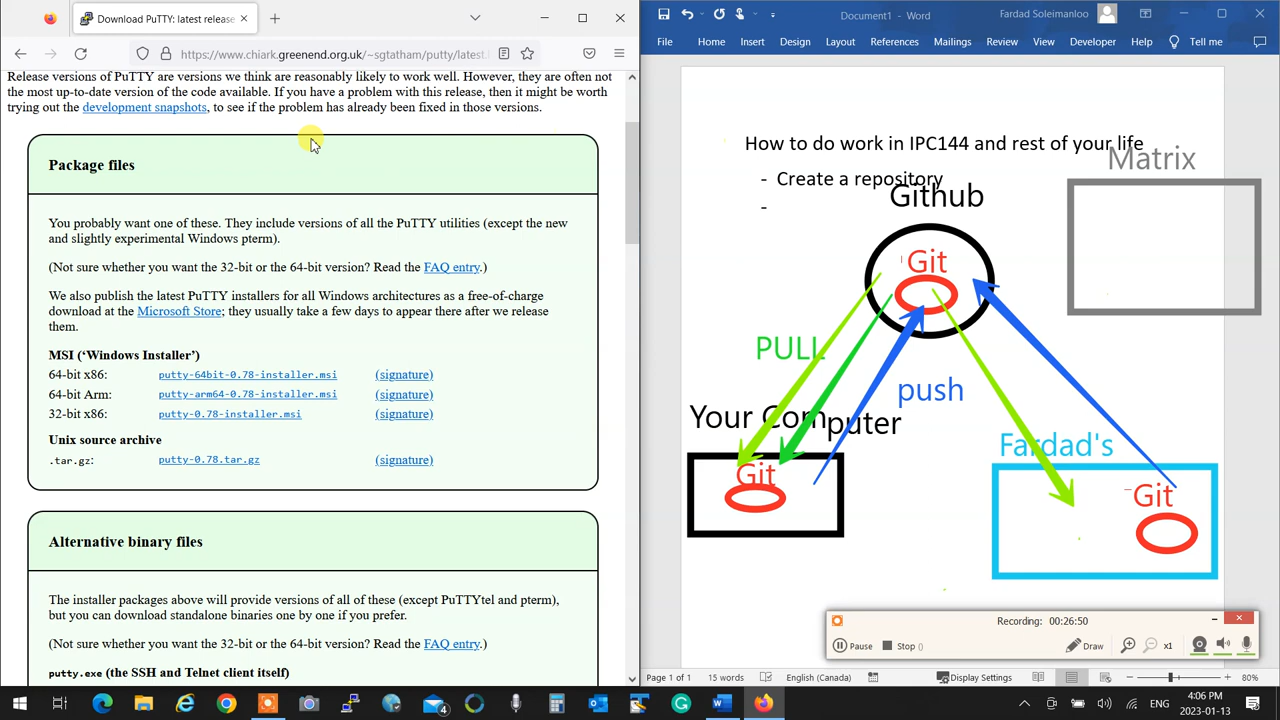 Download PuTTY: latest release
https://www.chiark.greenend.org.uk/~sgtatham/putty/latest.
Release versions of PuTTY are versions we think are reasonably likely to work well. However, they are often not
the most up-to-date version of the code available. If you have a problem with this release, then it might be worth
trying out the development snapshots, to see if the problem has already been fixed in those versions.
Package files
You probably want one of these. They include versions of all the PuTTY utilities (except the new
and slightly experimental Windows pterm).
(Not sure whether you want the 32-bit or the 64-bit version? Read the FAQ entry.)
We also publish the latest PuTTY installers for all Windows architectures as a free-of-charge
download at the Microsoft Store; they usually take a few days to appear there after we release
them.
MSI (‘Windows Installer’)
64-bit x86: putty-64bit-0.78-installer.msi (signature)
64-bit Arm: putty-arm64-0.78-installer.msi (signature)
32-bit x86: putty-0.78-installer.msi (signature)
Unix source archive
.tar.gz: putty-0.78.tar.gz (signature)
Alternative binary files
The installer packages above will provide versions of all of these (except PuTTYtel and pterm),
but you can download standalone binaries one by one if you prefer.
(Not sure whether you want the 32-bit or the 64-bit version? Read the FAQ entry.)
putty.exe (the SSH and Telnet client itself)
Document1 - Word
Fardad Soleimanloo
File Home Insert Design Layout References Mailings Review View Developer Help Tell me
How to do work in IPC144 and rest of your life
- Create a repository
-
Matrix
Github
Git
PULL
push
Your Computer
Git
Fardad's
Git
Recording: 00:26:50
Pause Stop () Draw x1
Page 1 of 1 15 words English (Canada) Display Settings 80%
4
ENG
4:06 PM
2023-01-13
3